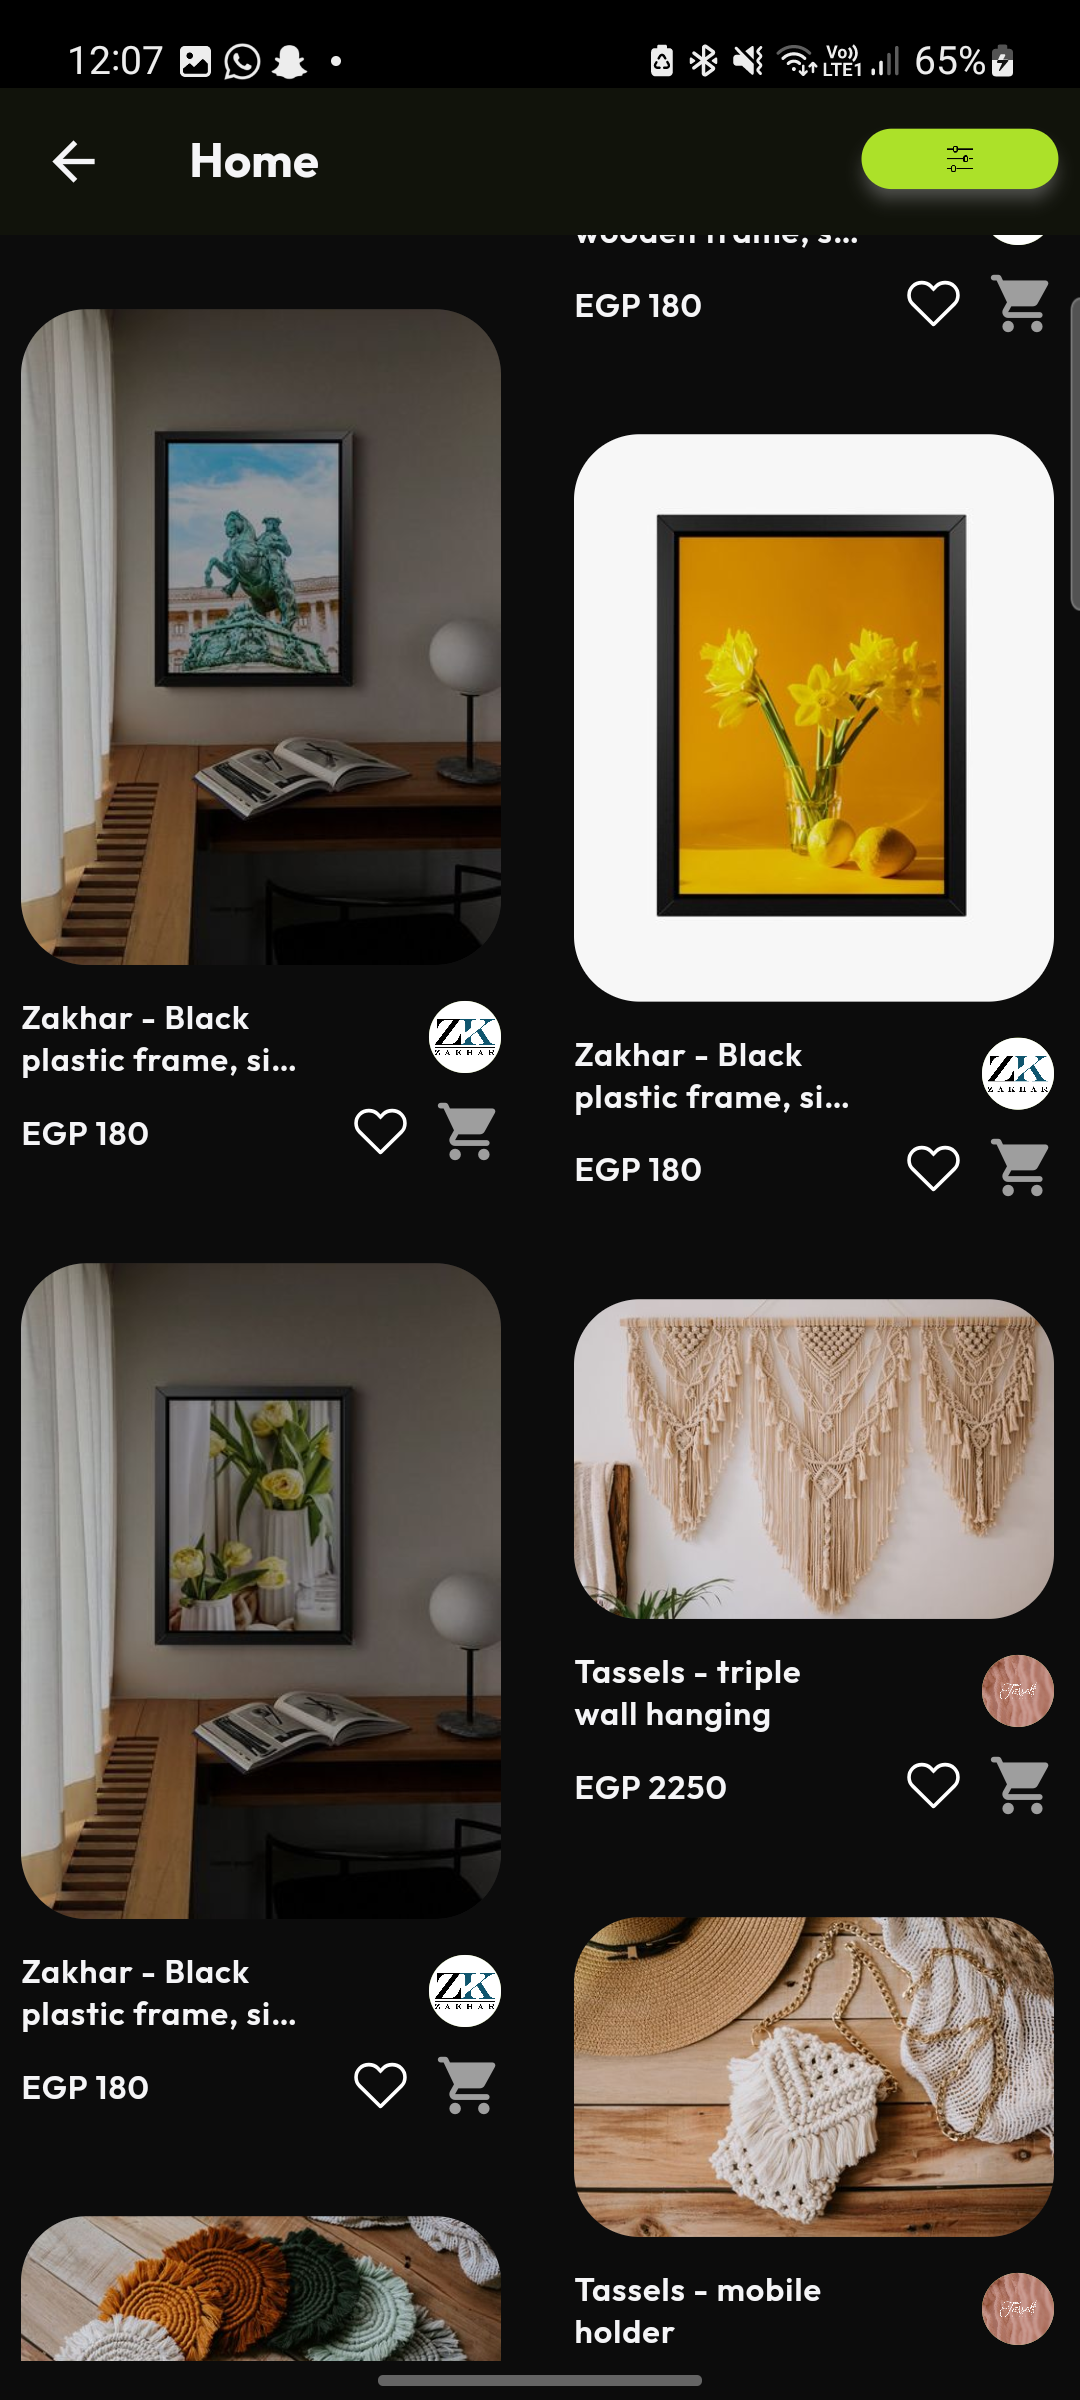 12:07
Vo))
LTE1
65%
Home
wooden frame, s...
EGP 180
Zakhar - Black
plastic frame, si...
ZK
ZAKHAR
EGP 180
Zakhar - Black
plastic frame, si...
ZK
ZAKHAR
EGP 180
Tassels - triple
wall hanging
Tassels
EGP 2250
Zakhar - Black
plastic frame, si...
ZK
ZAKHAR
EGP 180
Tassels - mobile
holder
Tassels